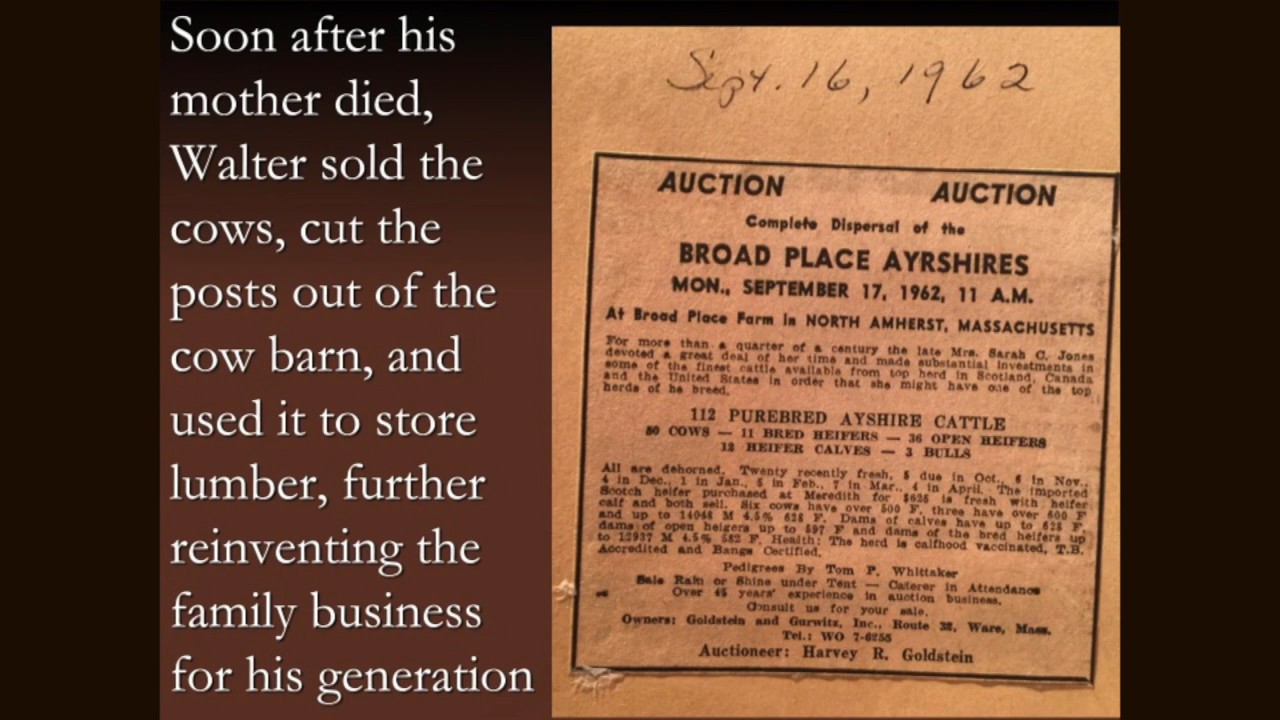 Soon after his
mother died,
Walter sold the
cows, cut the
posts out of the
cow barn, and
used it to store
lumber, further
reinventing the
family business
for his generation
Sept. 16, 1962
AUCTION AUCTION
Complete Dispersal of the
BROAD PLACE AYRSHIRES
MON., SEPTEMBER 17, 1962, 11 A.M.
At Broad Place Farm in NORTH AMHERST, MASSACHUSETTS
For more than a quarter of a century the late Mrs. Sarah C. Jones
devoted a great deal of her time and made substantial investments in
some of the finest cattle available from top herd in Scotland, Canada
and the United States in order that she might have one of the top
herds of he breed.
112 PUREBRED AYSHIRE CATTLE
50 COWS — 11 BRED HEIFERS — 36 OPEN HEIFERS
12 HEIFER CALVES — 3 BULLS
All are dehorned. Twenty recently fresh, 5 due in Oct., 6 in Nov.,
4 in Dec., 1 in Jan., 5 in Feb., 7 in Mar., 4 in April. The imported
Scotch heifer purchased at Meredith for $625 is fresh with heifer
calf and both sell. Six cows have over 500 F. three have over 600 F
and up to 14048 M 4.5% 628 F. Dams of calves have up to 628 F.
dams of open heigers up to 597 F and dams of the bred heifers up
to 12937 M 4.5% 582 F. Health: The herd is calfhood vaccinated, T.B.
Accredited and Bangs Certified.
Pedigrees By Tom P. Whittaker
Sale Rain or Shine under Tent — Caterer in Attendance
Over 45 years' experience in auction business.
Consult us for your sale.
Owners: Goldstein and Gurwitz, Inc., Route 32, Ware, Mass.
Tel.: WO 7-6255
Auctioneer: Harvey R. Goldstein